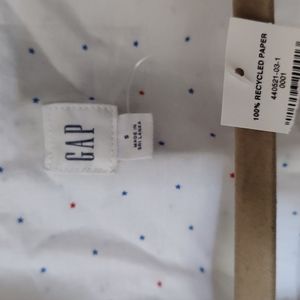 GAP
S
MADE IN
SRI LANKA
100% RECYCLED PAPER
440521-03-1
0001